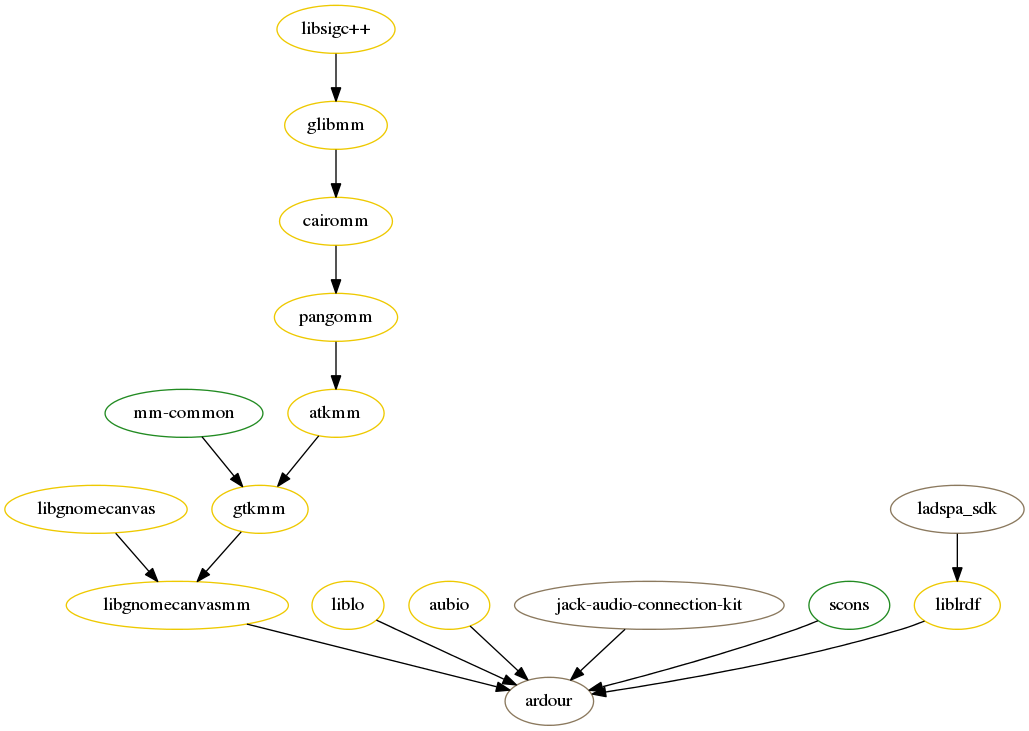 libsigc++
glibmm
cairomm
pangomm
mm-common
atkmm
libgnomecanvas
gtkmm
ladspa_sdk
libgnomecanvasmm
liblo
aubio
jack-audio-connection-kit
scons
liblrdf
ardour